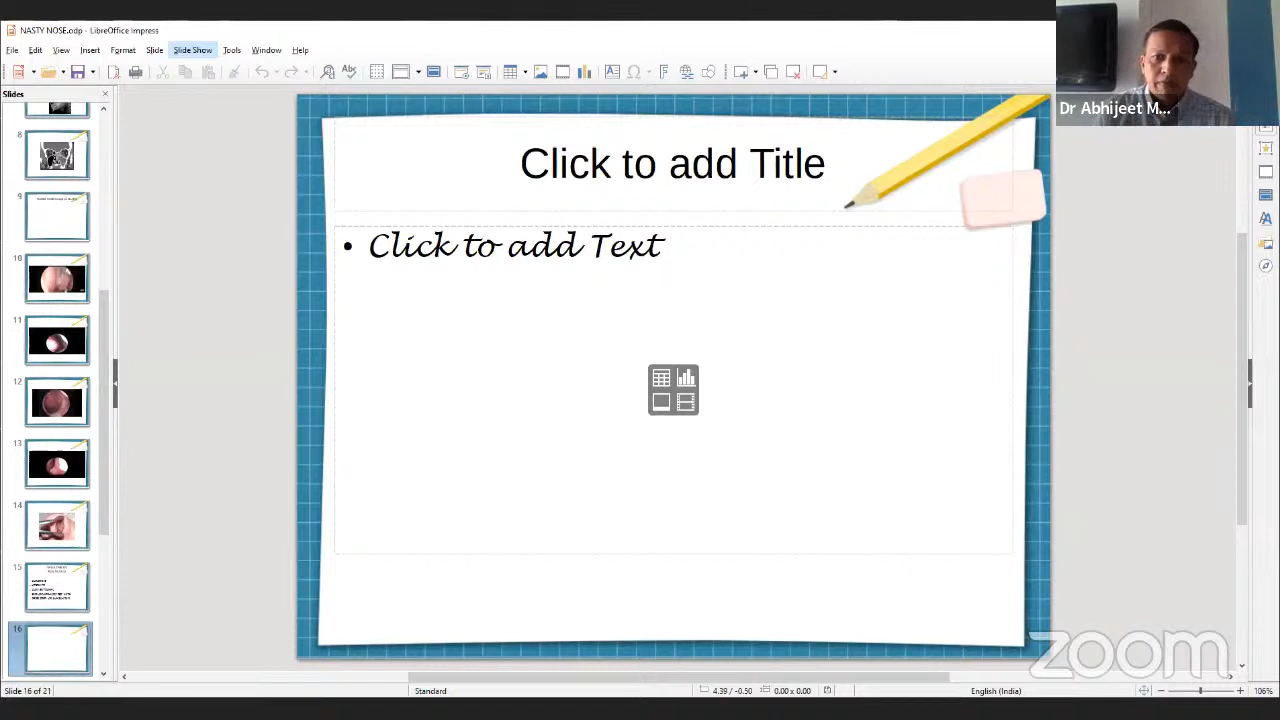 NASTY NOSE.odp - LibreOffice Impress
File Edit View Insert Format Slide Slide Show Tools Window Help
Dr Abhijeet M...
Slides
8
9
10
11
12
13
14
15
16
Click to add Title
Click to add Text
zoom
Slide 16 of 21
Standard
4.39 / -0.50
0.00 x 0.00
English (India)
106%